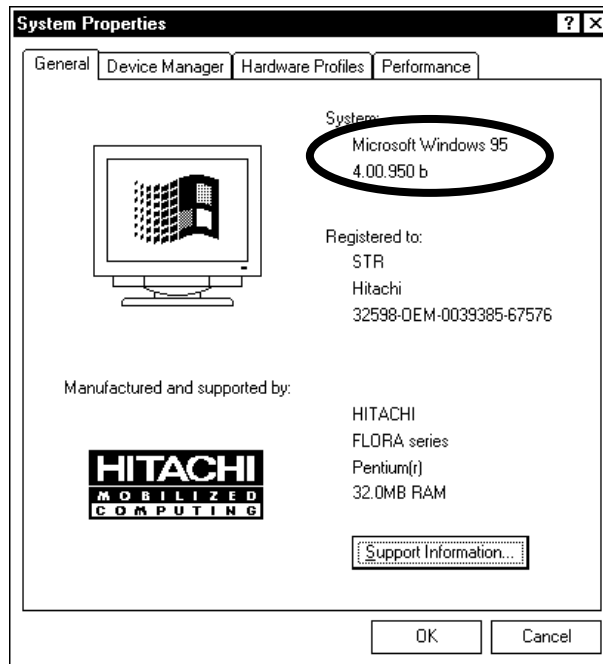 System Properties
General Device Manager Hardware Profiles Performance
System:
Microsoft Windows 95
4.00.950 b
Registered to:
STR
Hitachi
32598-OEM-0039385-67576
Manufactured and supported by:
HITACHI
FLORA series
Pentium(r)
32.0MB RAM
HITACHI
MOBILIZED
COMPUTING
Support Information...
OK Cancel